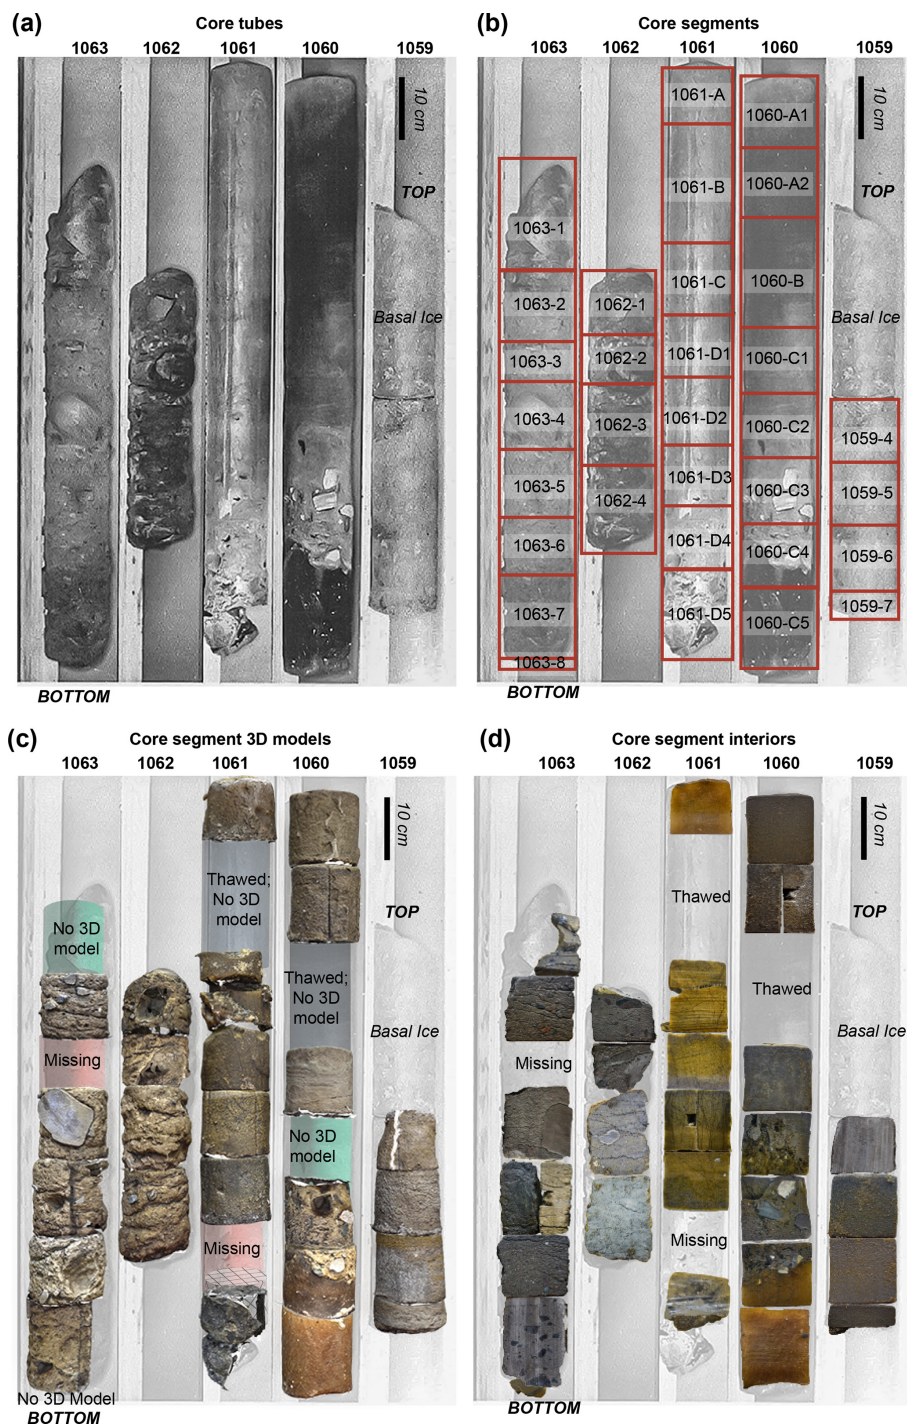 (a)
Core tubes
1063 1062 1061 1060 1059
10 cm
TOP
Basal Ice
BOTTOM
(b)
Core segments
1063 1062 1061 1060 1059
10 cm
1061-A
1060-A1
1060-A2
TOP
1061-B
1063-1
1061-C
1060-B
1063-2
1062-1
Basal Ice
1063-3
1062-2
1061-D1
1060-C1
1063-4
1062-3
1061-D2
1060-C2
1059-4
1063-5
1062-4
1061-D3
1060-C3
1059-5
1063-6
1061-D4
1060-C4
1059-6
1063-7
1061-D5
1060-C5
1059-7
1063-8
BOTTOM
(c)
Core segment 3D models
1063 1062 1061 1060 1059
10 cm
Thawed;
No 3D
model
TOP
No 3D
model
Thawed;
No 3D
model
Basal Ice
Missing
No 3D
model
Missing
No 3D Model
BOTTOM
(d)
Core segment interiors
1063 1062 1061 1060 1059
10 cm
Thawed
TOP
Thawed
Basal Ice
Missing
Missing
BOTTOM